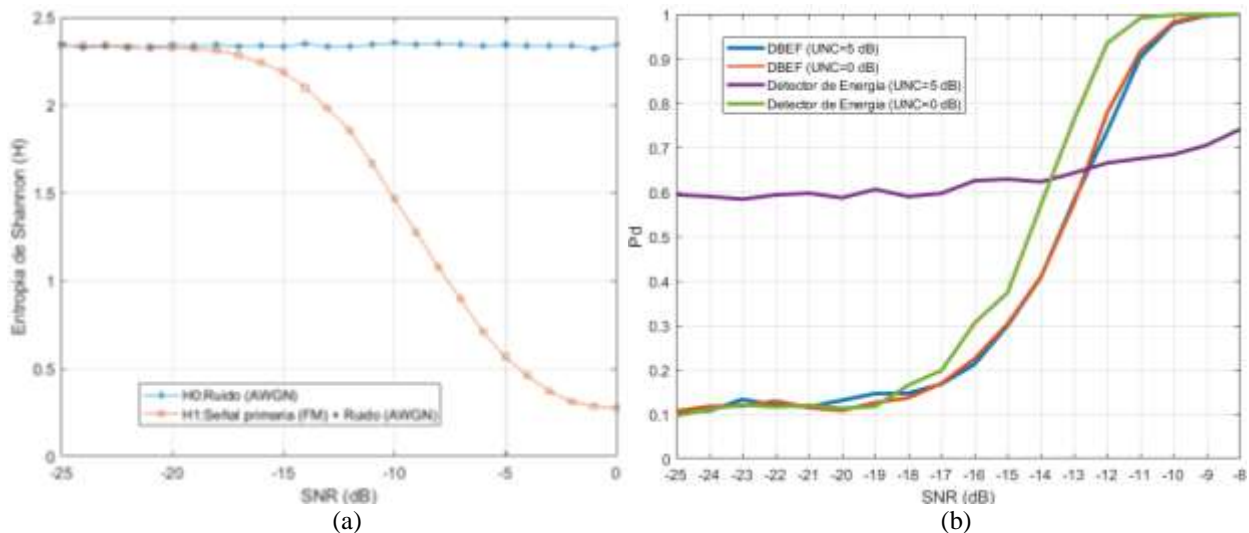 2.5
2
1.5
1
0.5
0
Entropia de Shannon (H)
-25
-20
-15
-10
-5
0
SNR (dB)
H0:Ruido (AWGN)
H1:Señal primaria (FM) + Ruido (AWGN)
(a)
1
0.9
0.8
0.7
0.6
0.5
0.4
0.3
0.2
0.1
0
Pd
DBEF (UNC=5 dB)
DBEF (UNC=0 dB)
Detector de Energia (UNC=5 dB)
Detector de Energia (UNC=0 dB)
-25 -24 -23 -22 -21 -20 -19 -18 -17 -16 -15 -14 -13 -12 -11 -10 -9 -8
SNR (dB)
(b)